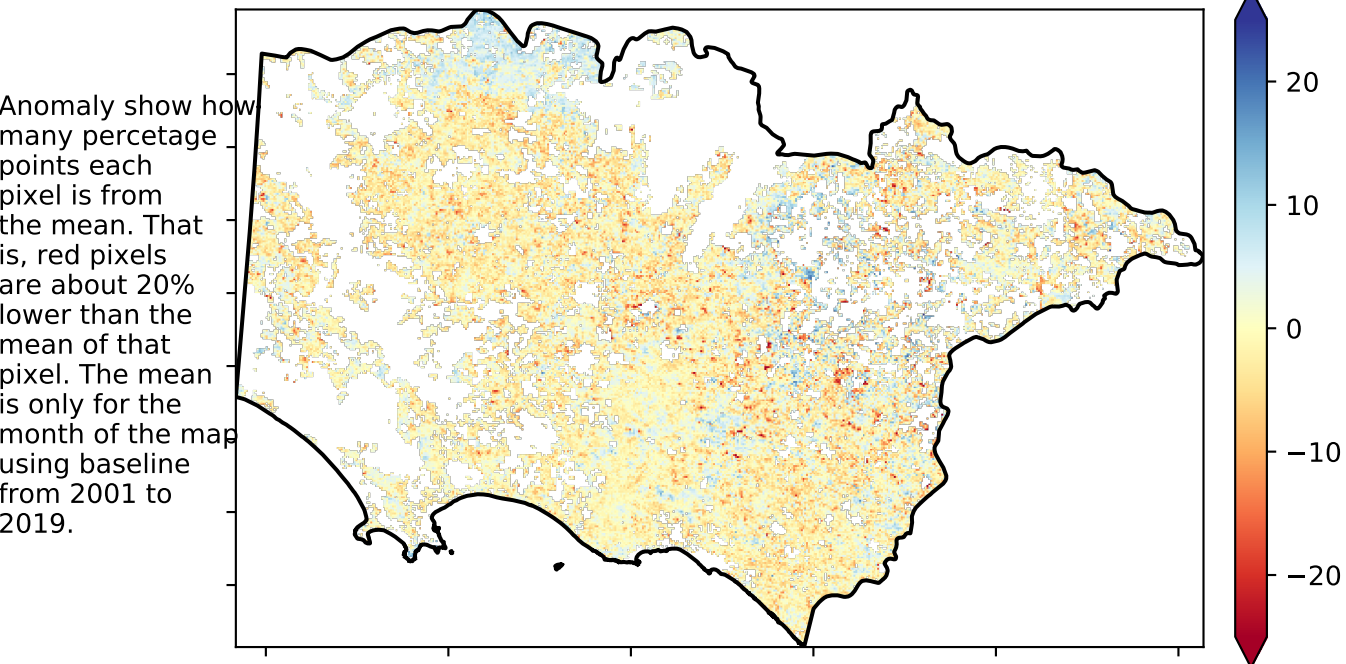 Anomaly show how
many percetage
points each
pixel is from
the mean. That
is, red pixels
are about 20%
lower than the
mean of that
pixel. The mean
is only for the
month of the map
using baseline
from 2001 to
2019.
20
10
0
−10
−20